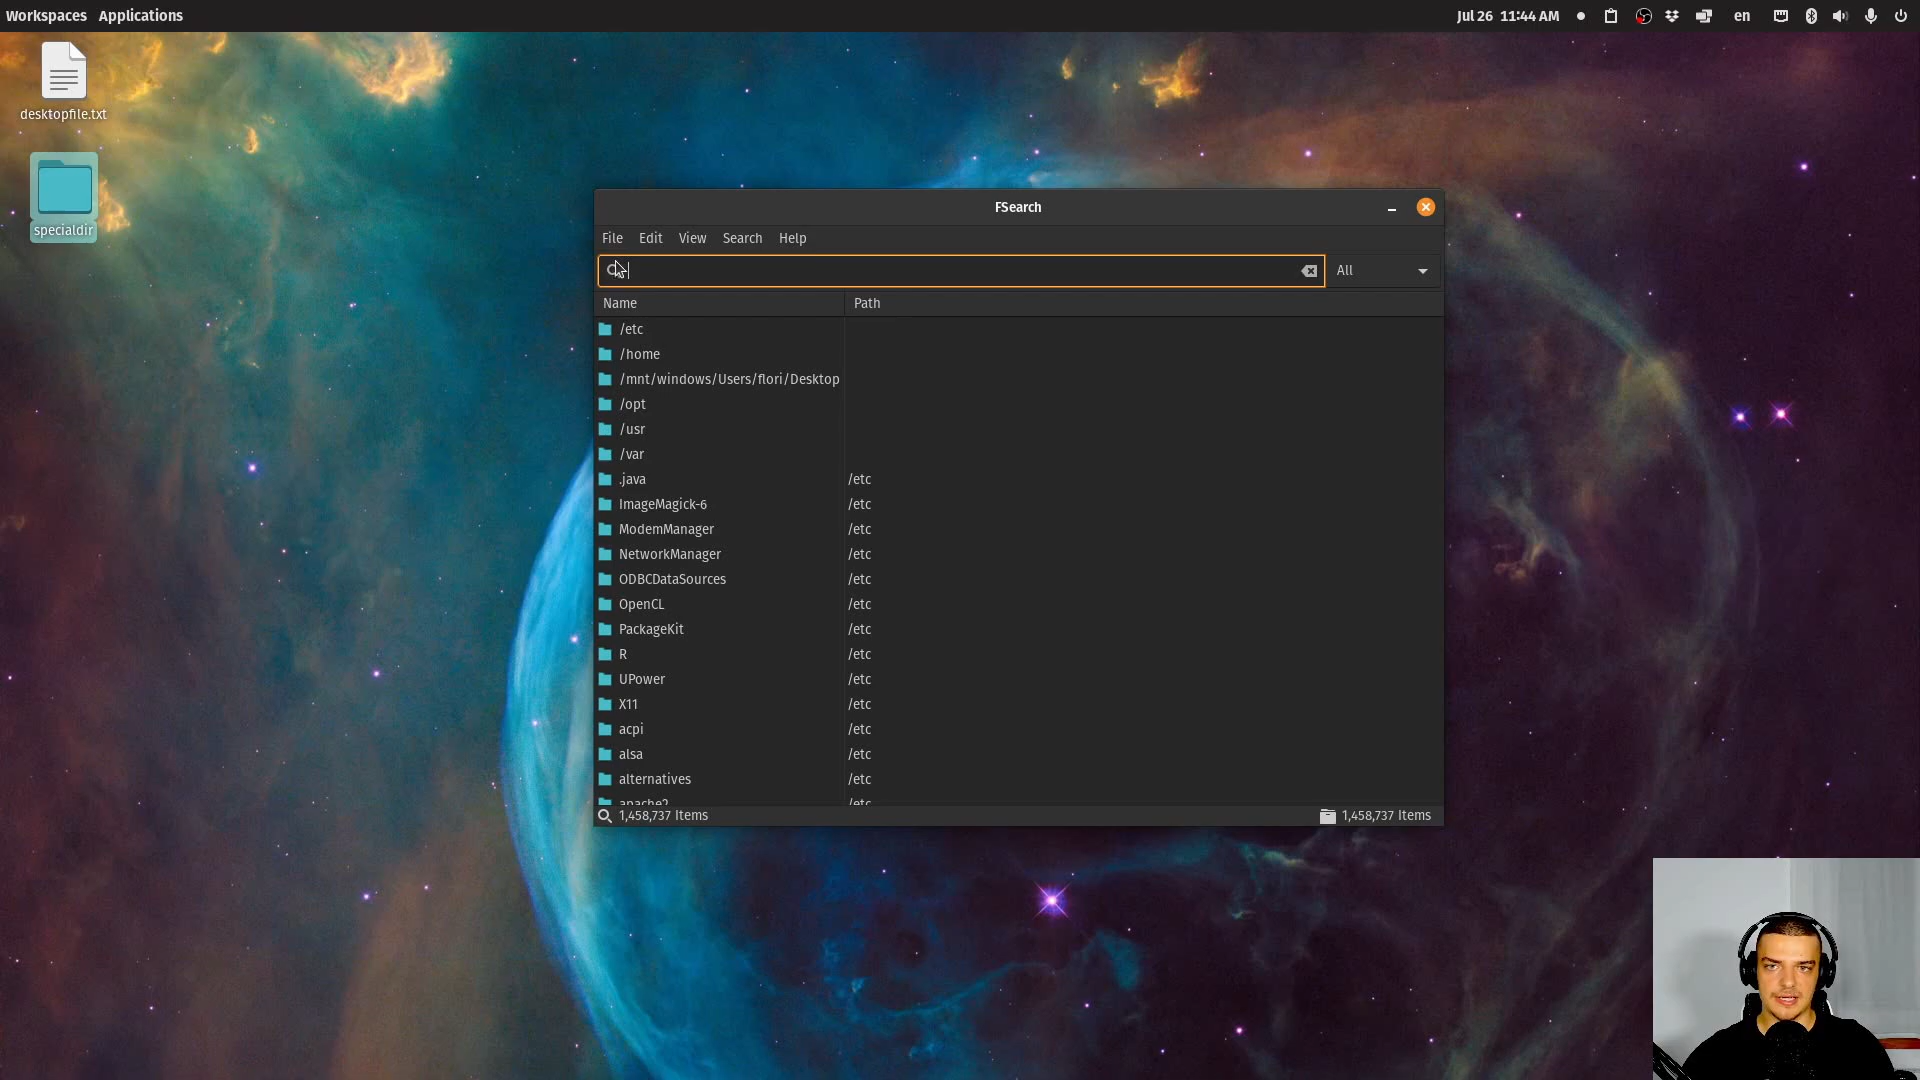 Workspaces Applications
Jul 26 11:44 AM
en
desktopfile.txt
specialdir
FSearch
File Edit View Search Help
All
Name Path
/etc
/home
/mnt/windows/Users/flori/Desktop
/opt
/usr
/var
.java /etc
ImageMagick-6 /etc
ModemManager /etc
NetworkManager /etc
ODBCDataSources /etc
OpenCL /etc
PackageKit /etc
R /etc
UPower /etc
X11 /etc
acpi /etc
alsa /etc
alternatives /etc
apache2 /etc
1,458,737 Items 1,458,737 Items